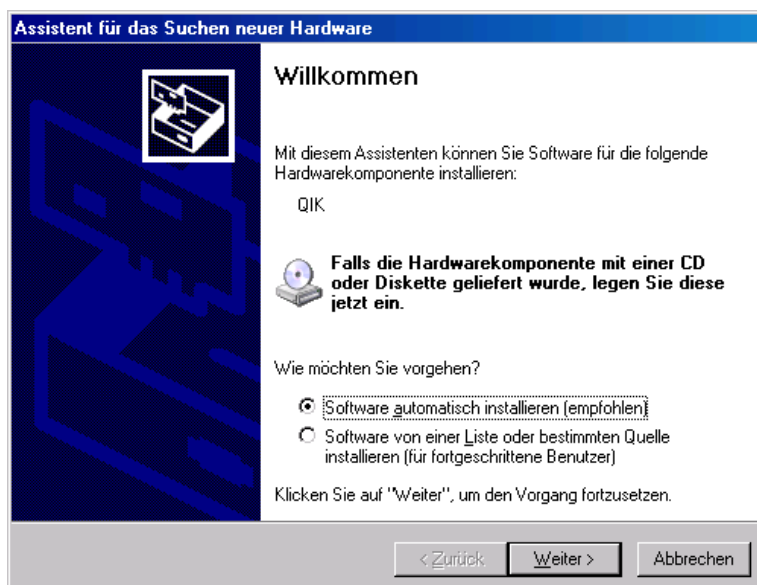 Assistent für das Suchen neuer Hardware
Willkommen
Mit diesem Assistenten können Sie Software für die folgende
Hardwarekomponente installieren:
QIK
Falls die Hardwarekomponente mit einer CD
oder Diskette geliefert wurde, legen Sie diese
jetzt ein.
Wie möchten Sie vorgehen?
Software automatisch installieren (empfohlen)
Software von einer Liste oder bestimmten Quelle
installieren (für fortgeschrittene Benutzer)
Klicken Sie auf "Weiter", um den Vorgang fortzusetzen.
< Zurück Weiter > Abbrechen